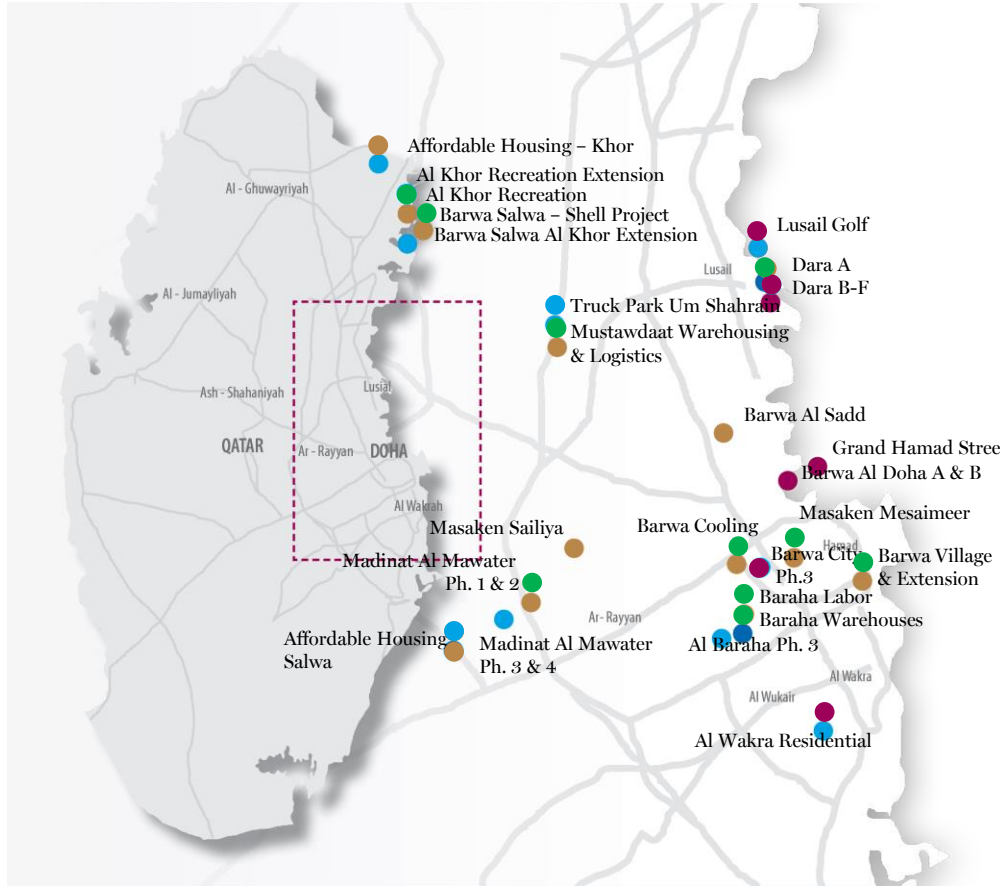 Affordable Housing – Khor
Al Khor Recreation Extension
Al - Ghuwayriyah
Al Khor Recreation
Barwa Salwa – Shell Project
Barwa Salwa Al Khor Extension
Lusail Golf
Lusail
Dara A
Dara B-F
Al - Jumayliyah
Truck Park Um Shahrain
Mustawdaat Warehousing
& Logistics
Ash - Shahaniyah
Lusial
Barwa Al Sadd
QATAR
Ar - Rayyan
DOHA
Grand Hamad Stree
Barwa Al Doha A & B
Al Wakrah
Masaken Mesaimeer
Masaken Sailiya
Barwa Cooling
Hamad
Madinat Al Mawater
Ph. 1 & 2
Barwa City
Ph.3
Barwa Village
& Extension
Baraha Labor
Baraha Warehouses
Ar- Rayyan
Affordable Housing
Salwa
Madinat Al Mawater
Ph. 3 & 4
Al Baraha Ph. 3
Al Wakra
Al Wukair
Al Wakra Residential